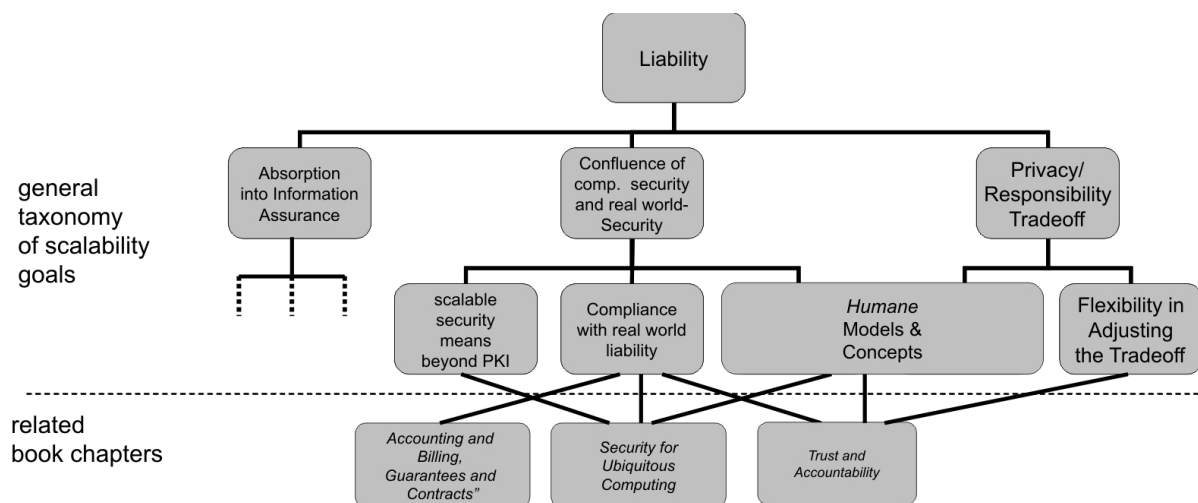 Liability
Absorption
into Information
Assurance
Confluence of
comp. security
and real world-
Security
Privacy/
Responsibility
Tradeoff
general
taxonomy
of scalability
goals
scalable
security
means
beyond PKI
Compliance
with real world
liability
Humane
Models &
Concepts
Flexibility in
Adjusting
the Tradeoff
related
book chapters
Accounting and
Billing,
Guarantees and
Contracts”
Security for
Ubiquitous
Computing
Trust and
Accountability